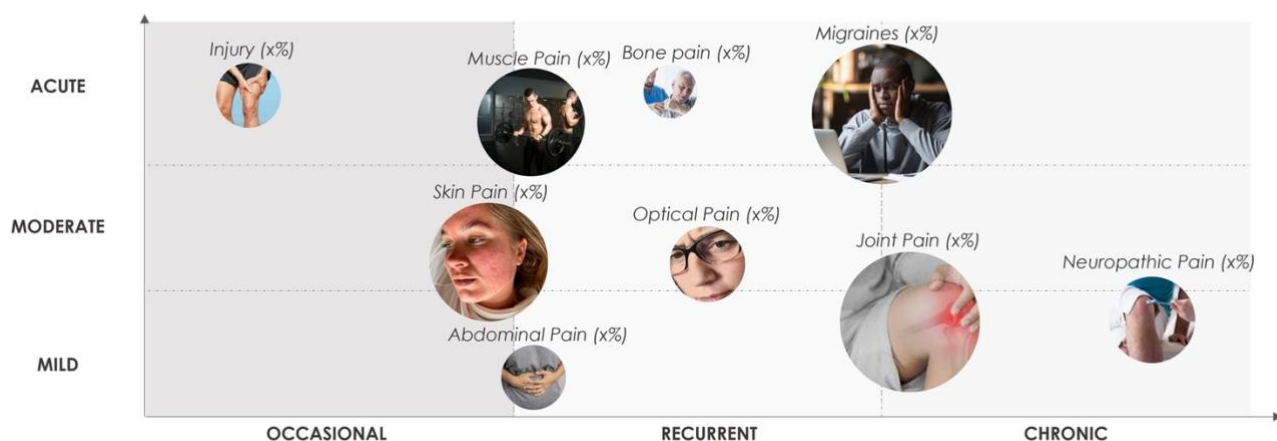 Injury (x%)
Muscle Pain (x%)
Bone pain (x%)
Migraines (x%)
ACUTE
Skin Pain (x%)
Optical Pain (x%)
MODERATE
Joint Pain (x%)
Neuropathic Pain (x%)
Abdominal Pain (x%)
MILD
OCCASIONAL
RECURRENT
CHRONIC